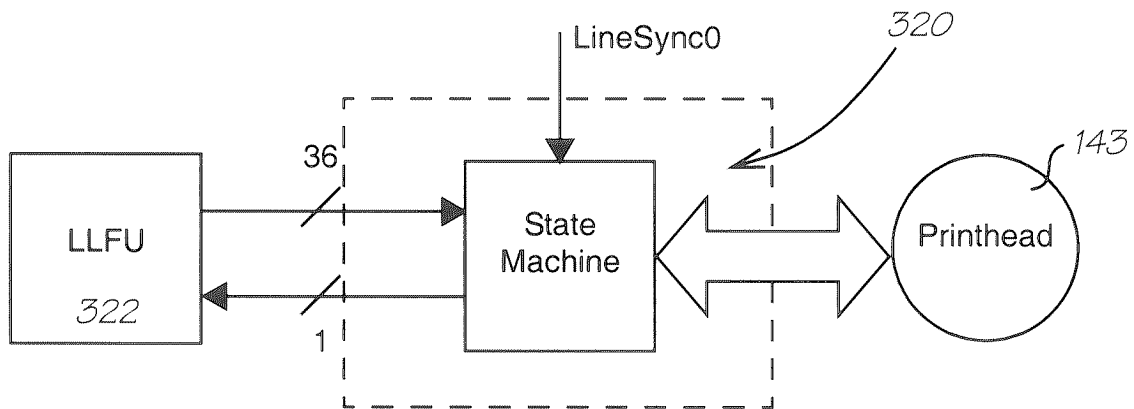 LineSync0
320
36
143
LLFU
State
Machine
Printhead
322
1